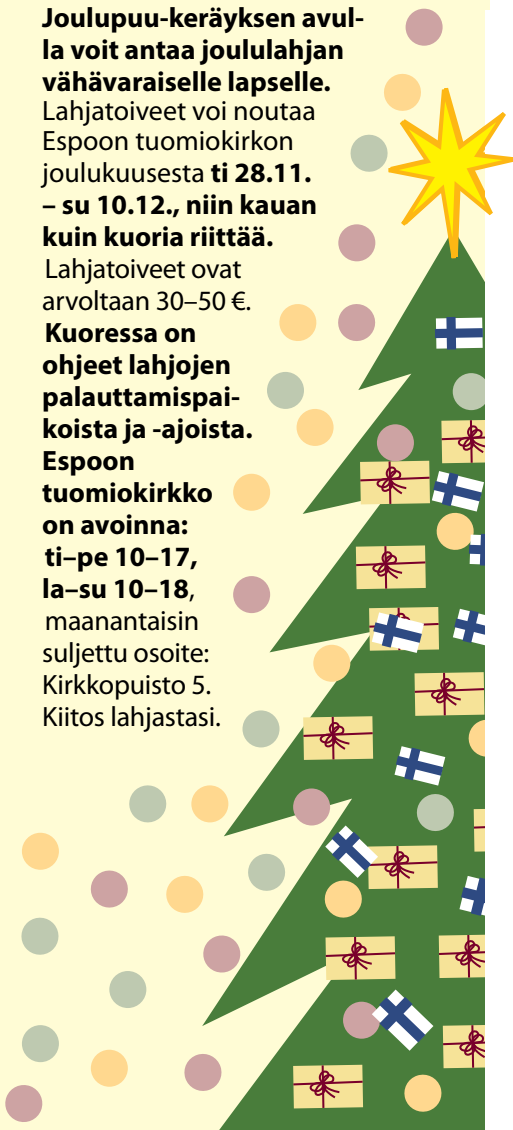 Joulupuu-keräyksen avul-
la voit antaa joululahjan
vähävaraiselle lapselle.
Lahjatoiveet voi noutaa
Espoon tuomiokirkon
joulukuusesta ti 28.11.
– su 10.12., niin kauan
kuin kuoria riittää.
Lahjatoiveet ovat
arvoltaan 30–50 €.
Kuoressa on
ohjeet lahjojen
palauttamispai-
koista ja -ajoista.
Espoon
tuomiokirkko
on avoinna:
ti–pe 10–17,
la–su 10–18,
maanantaisin
suljettu osoite:
Kirkkopuisto 5.
Kiitos lahjastasi.